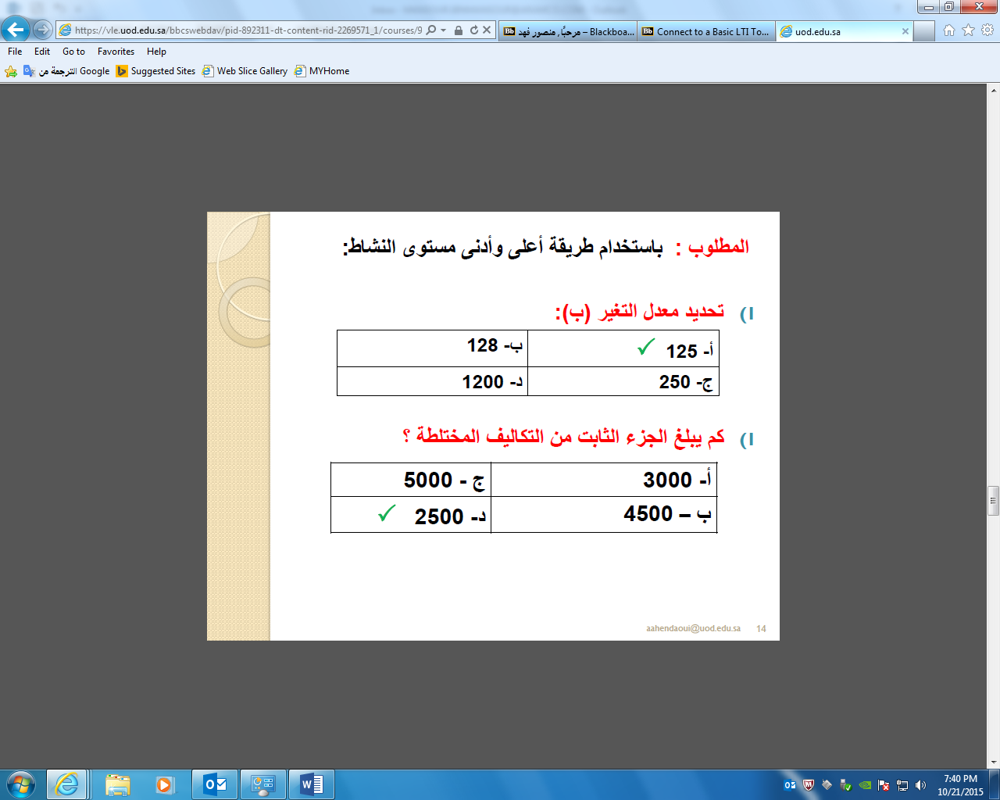 https://vle.uod.edu.sa/bbcswebdav/pid-892311-dt-content-rid-2269571_1/courses/9
مرحبًا, منصور فهد – Blackboa...
Connect to a Basic LTI To...
uod.edu.sa
File Edit Go to Favorites Help
الترجمة من Google
Suggested Sites
Web Slice Gallery
MYHome
المطلوب : باستخدام طريقة أعلى وأدنى مستوى النشاط:
١) تحديد معدل التغير (ب):
أ- 125 ✓ ب- 128
ج- 250 د- 1200
١) كم يبلغ الجزء الثابت من التكاليف المختلطة ؟
أ- 3000 ج - 5000
ب – 4500 د- 2500 ✓
aahendaoui@uod.edu.sa 14
7:40 PM
10/21/2015